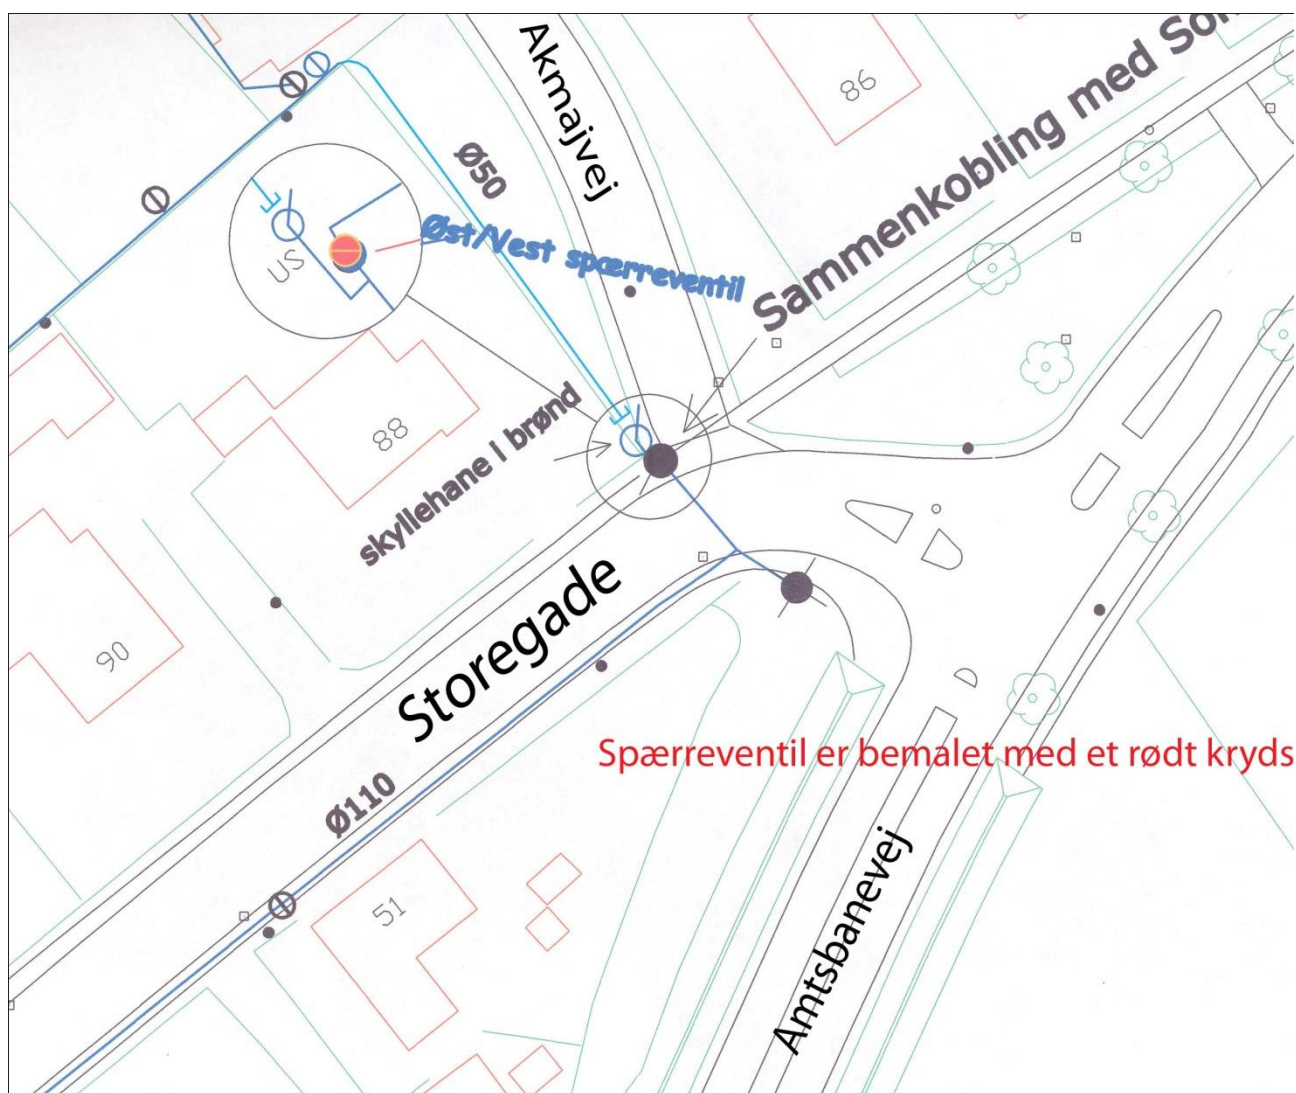 Akmajvej
86
Sammenkobling med
Ø50
US
Øst/Vest spærreventil
88
skyllehane i brønd
90
Storegade
Spærreventil er bemalet med et rødt kryds
Ø110
51
Amtsbanevej